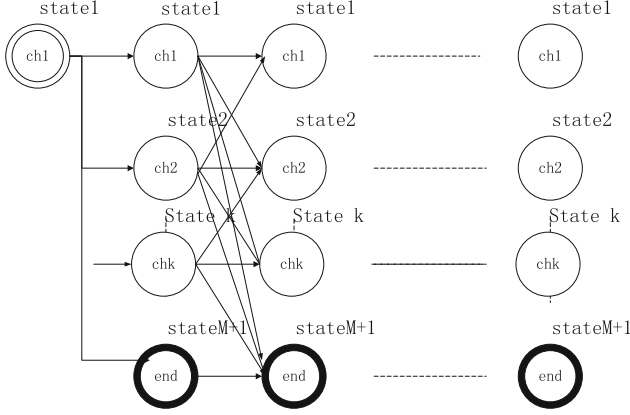 state1 state1 state1 state1
ch1 ch1 ch1 ch1
state2 state2 state2
ch2 ch2 ch2
State k State k State k
chk chk chk
stateM+1 stateM+1 stateM+1
end end end